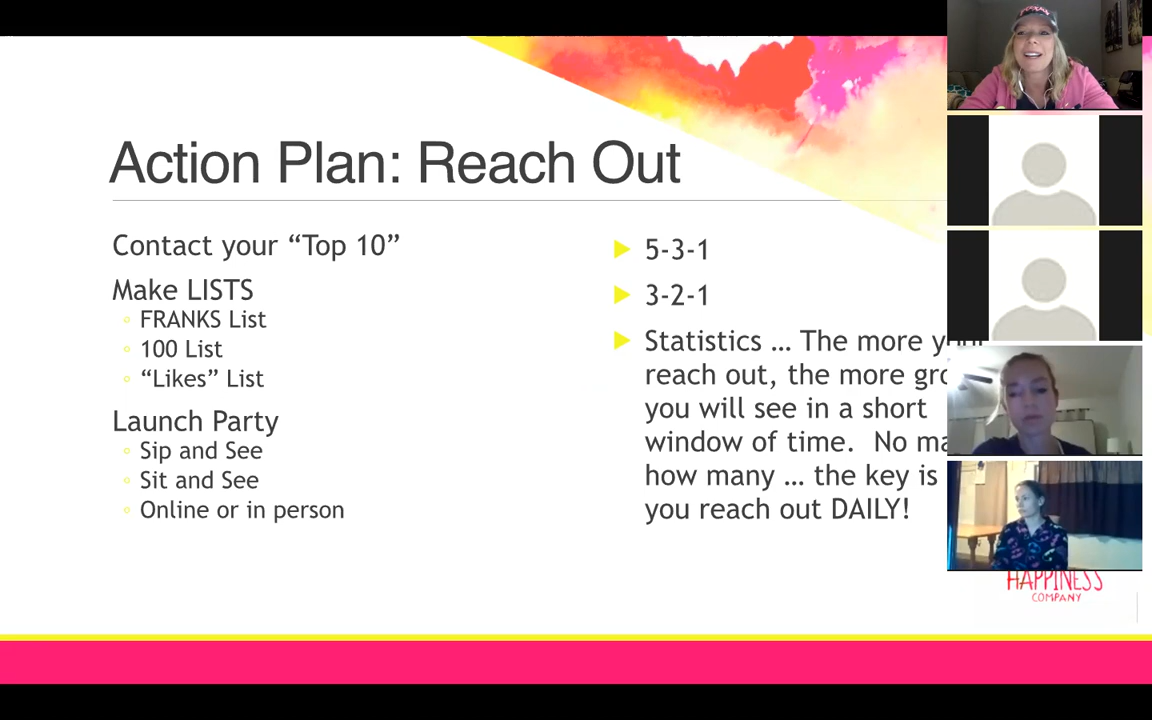 Action Plan: Reach Out
Contact your “Top 10”
Make LISTS
FRANKS List
100 List
“Likes” List
Launch Party
Sip and See
Sit and See
Online or in person
5-3-1
3-2-1
Statistics ... The more you
reach out, the more
you will see in a short
window of time. No
how many ... the key is
you reach out DAILY!
HAPPINESS
COMPANY